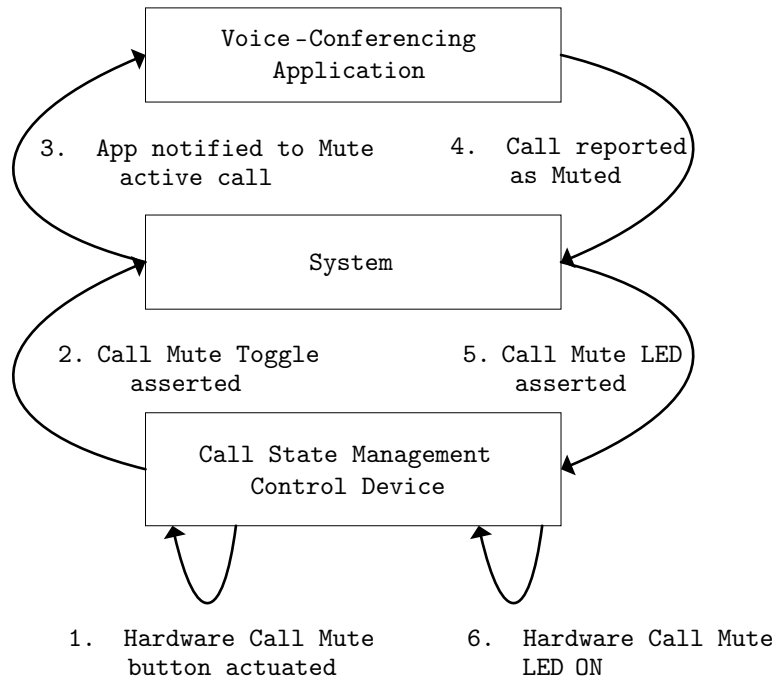 Voice-Conferencing
Application
3. App notified to Mute
active call
4. Call reported
as Muted
System
2. Call Mute Toggle
asserted
5. Call Mute LED
asserted
Call State Management
Control Device
1. Hardware Call Mute
button actuated
6. Hardware Call Mute
LED ON